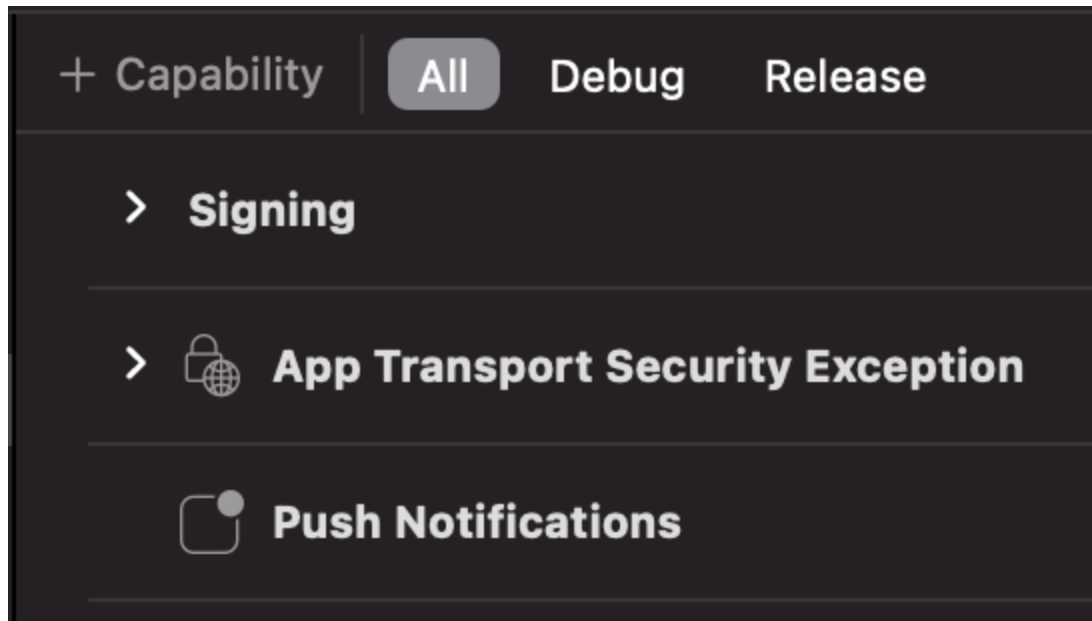 + Capability All Debug Release
Signing
App Transport Security Exception
Push Notifications